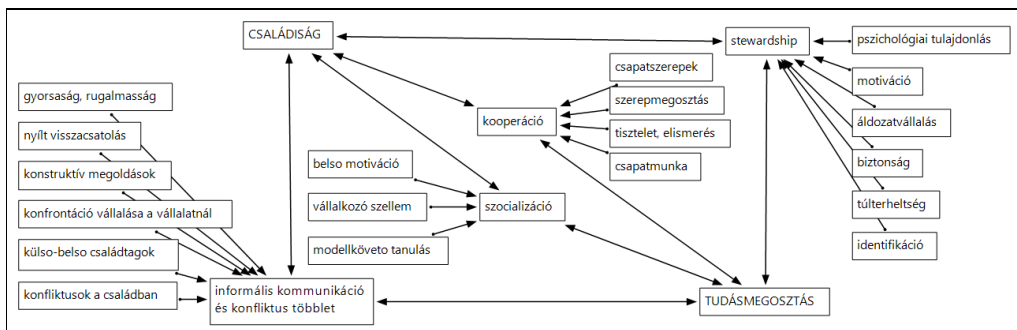 CSALÁDISÁG
stewardship
pszichológiai tulajdonlás
csapatszerepek
motiváció
gyorsaság, rugalmasság
szerepmegosztás
kooperáció
áldozatvállalás
nyílt visszacsatolás
tisztelet, elismerés
belso motiváció
csapatmunka
biztonság
konstruktív megoldások
vállalkozó szellem
szocializáció
túlterheltség
konfrontáció vállalása a vállalatnál
modellköveto tanulás
identifikáció
külso-belso családtagok
konfliktusok a családban
informális kommunikáció
és konfliktus többlet
TUDÁSMEGOSZTÁS